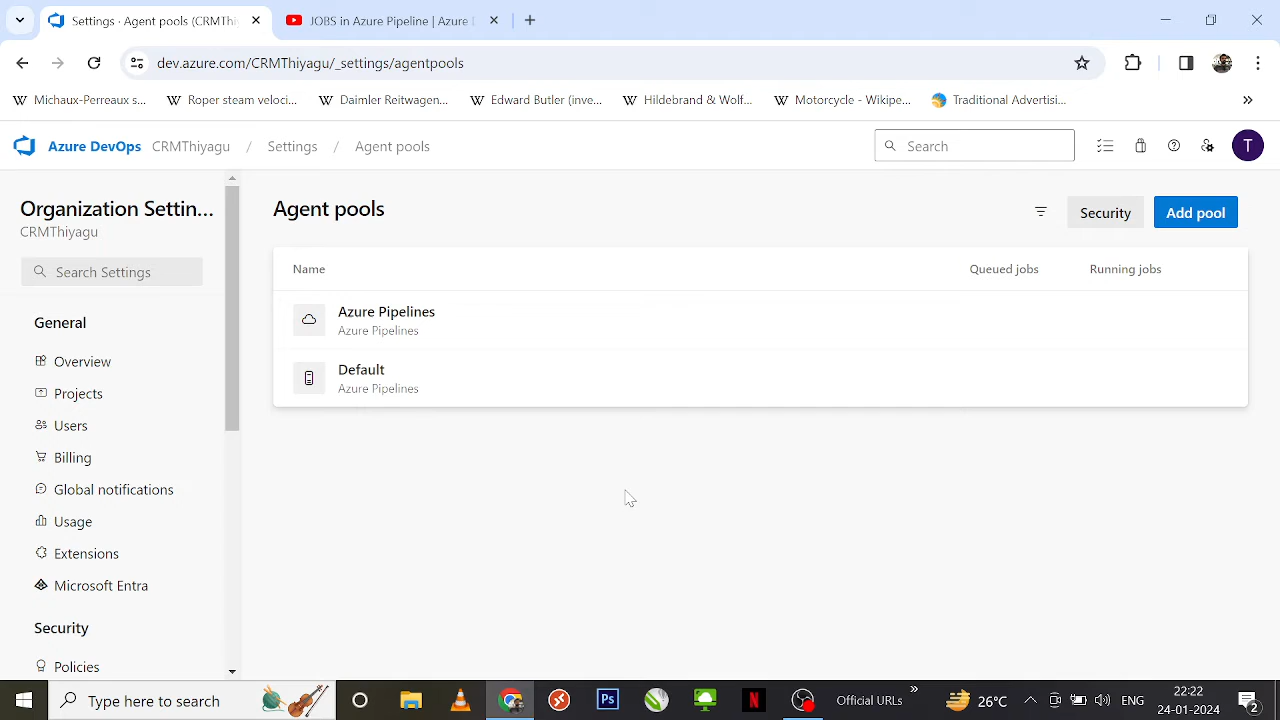 Settings - Agent pools (CRMThiy
JOBS in Azure Pipeline | Azure
dev.azure.com/CRMThiyagu/_settings/agentpools
Michaux-Perreaux s... Roper steam veloci... Daimler Reitwagen... Edward Butler (inve... Hildebrand & Wolf... Motorcycle - Wikipe... Traditional Advertisi...
Azure DevOps CRMThiyagu / Settings / Agent pools Search T
Organization Settin...
CRMThiyagu
Search Settings
General
Overview
Projects
Users
Billing
Global notifications
Usage
Extensions
Microsoft Entra
Security
Policies
Agent pools
Security Add pool
Name Queued jobs Running jobs
Azure Pipelines
Azure Pipelines
Default
Azure Pipelines
Type here to search Ps N Official URLs 26°C ENG 22:22
24-01-2024 2